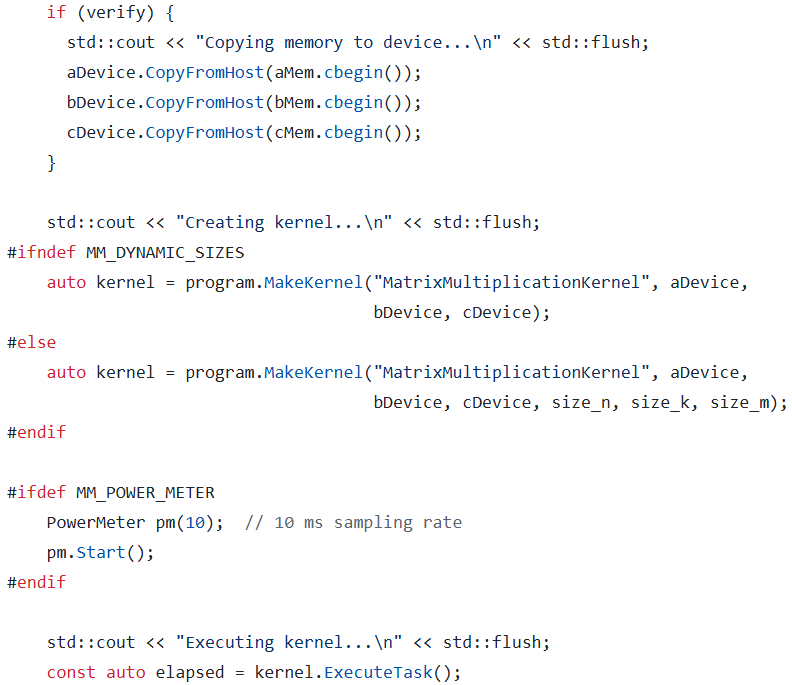 if (verify) {
std::cout << "Copying memory to device...\n" << std::flush;
aDevice.CopyFromHost(aMem.cbegin());
bDevice.CopyFromHost(bMem.cbegin());
cDevice.CopyFromHost(cMem.cbegin());
}
std::cout << "Creating kernel...\n" << std::flush;
#ifndef MM_DYNAMIC_SIZES
auto kernel = program.MakeKernel("MatrixMultiplicationKernel", aDevice,
bDevice, cDevice);
#else
auto kernel = program.MakeKernel("MatrixMultiplicationKernel", aDevice,
bDevice, cDevice, size_n, size_k, size_m);
#endif
#ifdef MM_POWER_METER
PowerMeter pm(10);  // 10 ms sampling rate
pm.Start();
#endif
std::cout << "Executing kernel...\n" << std::flush;
const auto elapsed = kernel.ExecuteTask();